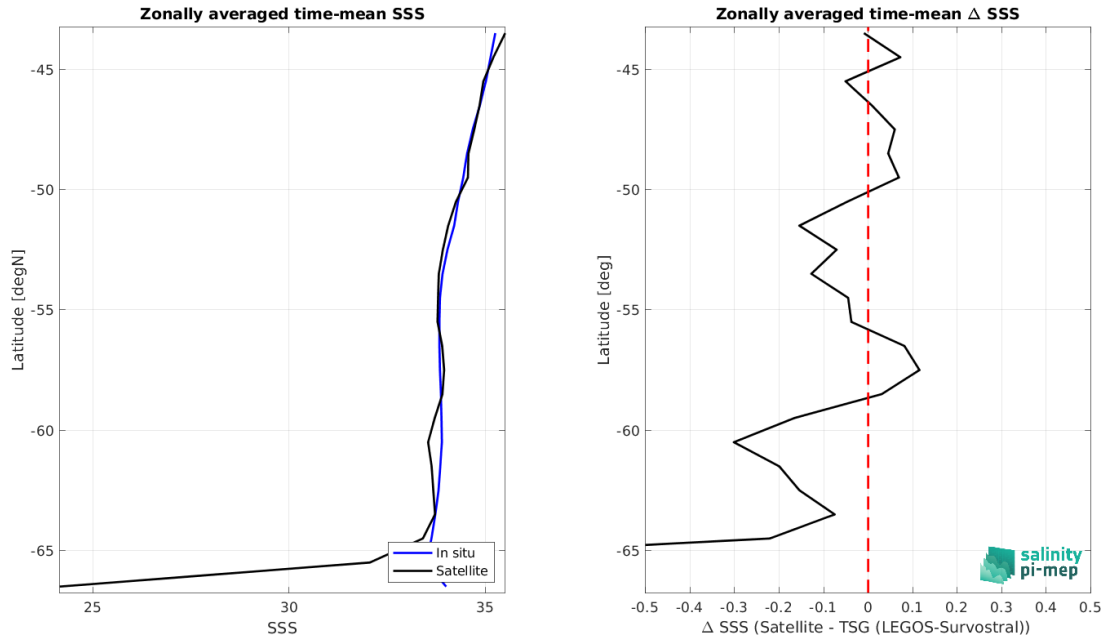 Zonally averaged time-mean SSS
-45
-50
-55
-60
-65
Latitude [degN]
25
30
35
SSS
In situ
Satellite
Zonally averaged time-mean Δ SSS
-45
-50
-55
-60
-65
Latitude [deg]
-0.5
-0.4
-0.3
-0.2
-0.1
0
0.1
0.2
0.3
0.4
0.5
Δ SSS (Satellite - TSG (LEGOS-Survostral))
salinity
pi-mep